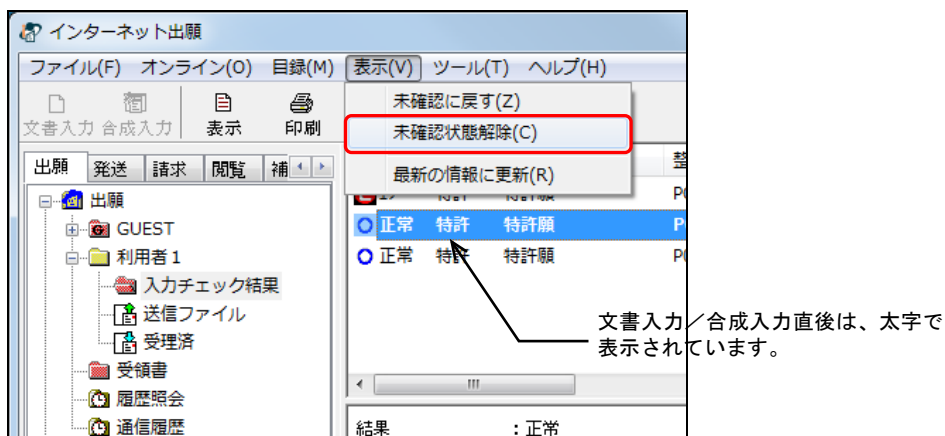 インターネット出願
ファイル(F) オンライン(O) 目録(M) 表示(V) ツール(T) ヘルプ(H)
文書入力 合成入力 表示 印刷
未確認に戻す(Z)
未確認状態解除(C)
最新の情報に更新(R)
出願 発送 請求 閲覧 補
出願
GUEST
利用者1
入力チェック結果
送信ファイル
受理済
受領書
履歴照会
通信履歴
整
特許 特許願 P
正常 特許 特許願 P
正常 特許 特許願 P
文書入力/合成入力直後は、太字で
表示されています。
結果 :正常